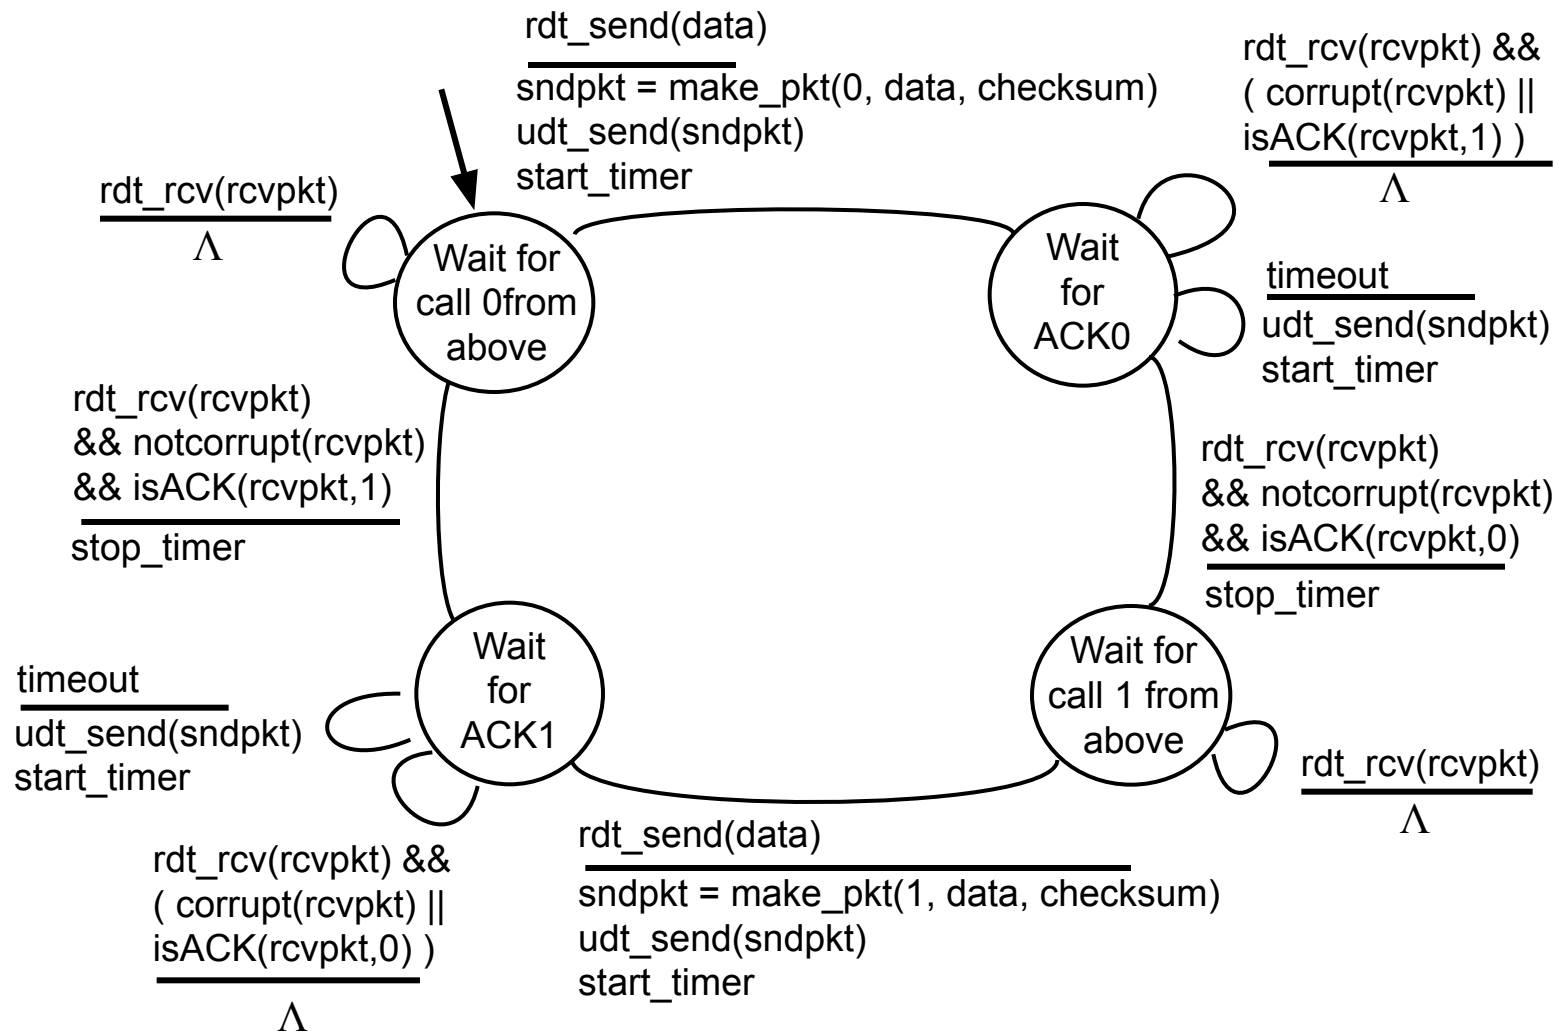 rdt_send(data)
sndpkt = make_pkt(0, data, checksum)
udt_send(sndpkt)
start_timer
rdt_rcv(rcvpkt) &&
( corrupt(rcvpkt) ||
isACK(rcvpkt,1) )
Λ
rdt_rcv(rcvpkt)
Λ
Wait for
call 0from
above
Wait
for
ACK0
timeout
udt_send(sndpkt)
start_timer
rdt_rcv(rcvpkt)
&& notcorrupt(rcvpkt)
&& isACK(rcvpkt,1)
stop_timer
rdt_rcv(rcvpkt)
&& notcorrupt(rcvpkt)
&& isACK(rcvpkt,0)
stop_timer
Wait
for
ACK1
Wait for
call 1 from
above
timeout
udt_send(sndpkt)
start_timer
rdt_rcv(rcvpkt)
Λ
rdt_rcv(rcvpkt) &&
( corrupt(rcvpkt) ||
isACK(rcvpkt,0) )
Λ
rdt_send(data)
sndpkt = make_pkt(1, data, checksum)
udt_send(sndpkt)
start_timer